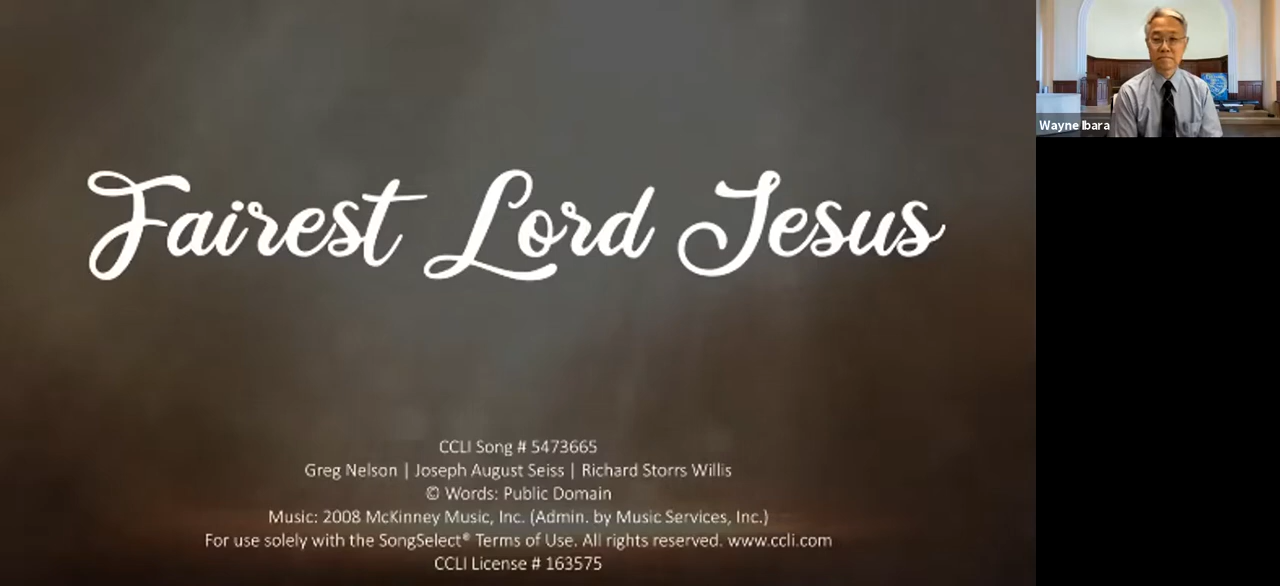 Fairest Lord Jesus
CCLI Song # 5473665
Greg Nelson | Joseph August Seiss | Richard Storrs Willis
© Words: Public Domain
Music: 2008 McKinney Music, Inc. (Admin. by Music Services, Inc.)
For use solely with the SongSelect® Terms of Use. All rights reserved. www.ccli.com
CCLI License # 163575
Wayne Ibara